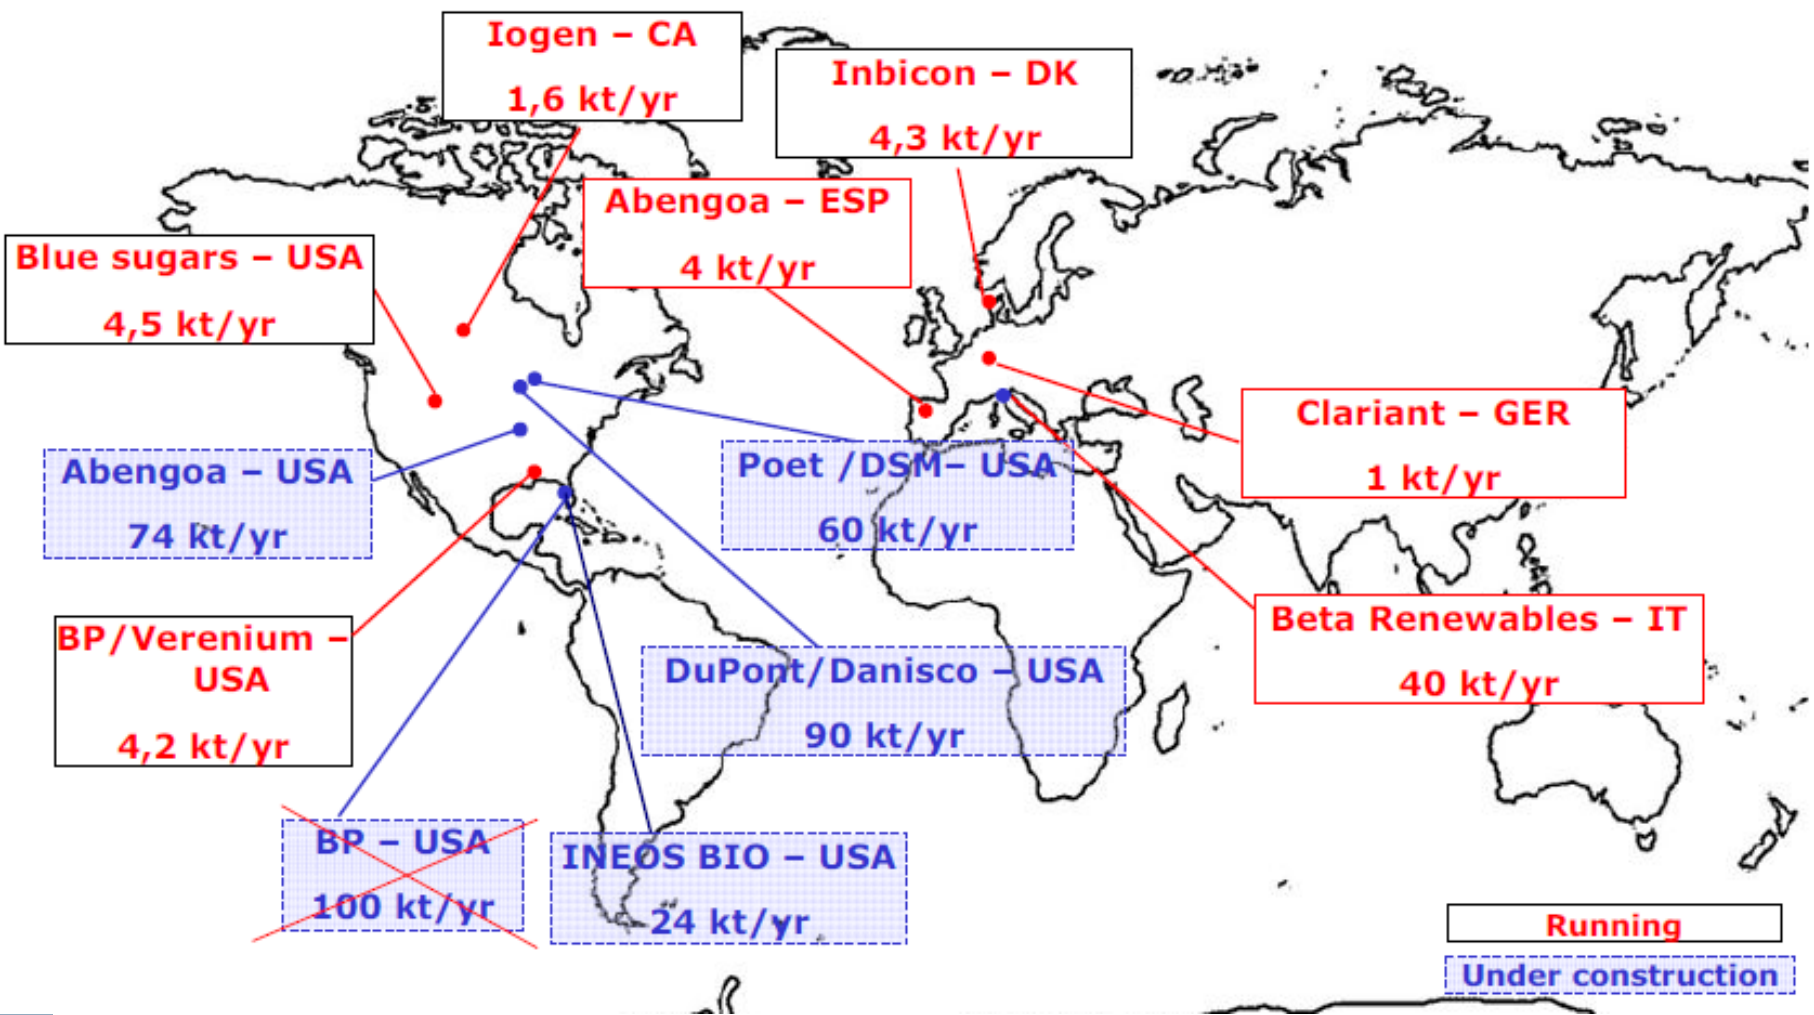 Iogen – CA
1,6 kt/yr
Inbicon – DK
4,3 kt/yr
Abengoa – ESP
4 kt/yr
Blue sugars – USA
4,5 kt/yr
Clariant – GER
1 kt/yr
Abengoa – USA
74 kt/yr
Poet /DSM– USA
60 kt/yr
BP/Verenium –
USA
4,2 kt/yr
DuPont/Danisco – USA
90 kt/yr
Beta Renewables – IT
40 kt/yr
BP – USA
100 kt/yr
INEOS BIO – USA
24 kt/yr
Running
Under construction